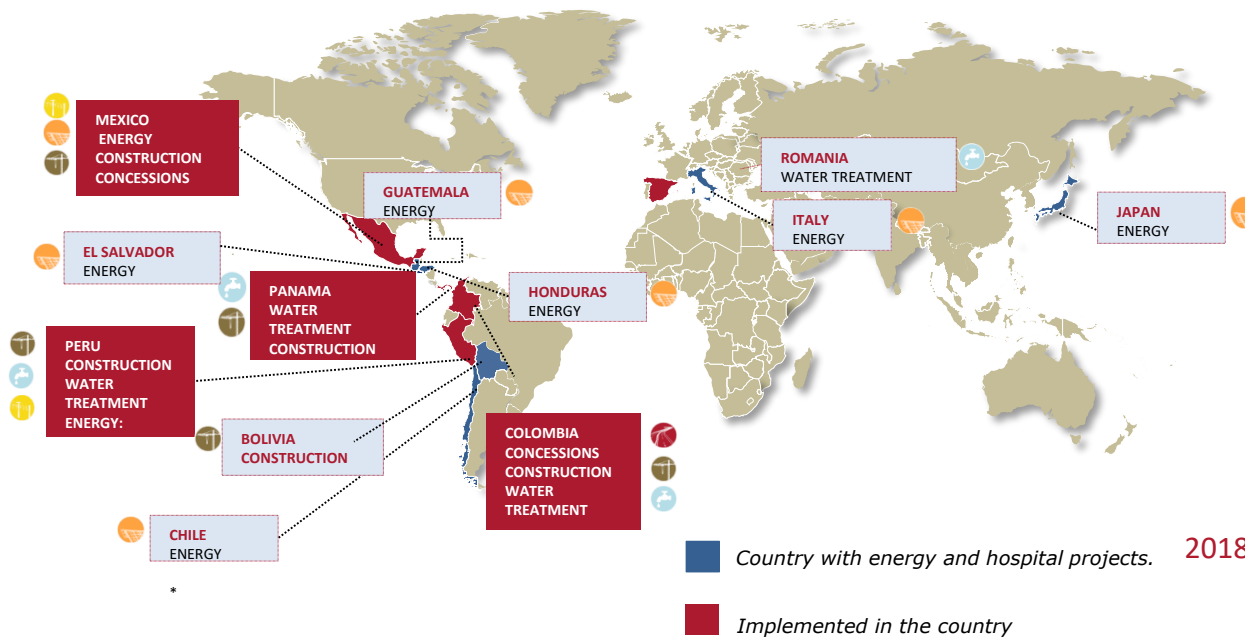 MEXICO
ENERGY
CONSTRUCTION
CONCESSIONS
GUATEMALA
ENERGY
ROMANIA
WATER TREATMENT
ITALY
ENERGY
JAPAN
ENERGY
EL SALVADOR
ENERGY
PANAMA
WATER
TREATMENT
CONSTRUCTION
HONDURAS
ENERGY
PERU
CONSTRUCTION
WATER
TREATMENT
ENERGY:
BOLIVIA
CONSTRUCTION
COLOMBIA
CONCESSIONS
CONSTRUCTION
WATER
TREATMENT
CHILE
ENERGY
*
Country with energy and hospital projects.
2018
Implemented in the country